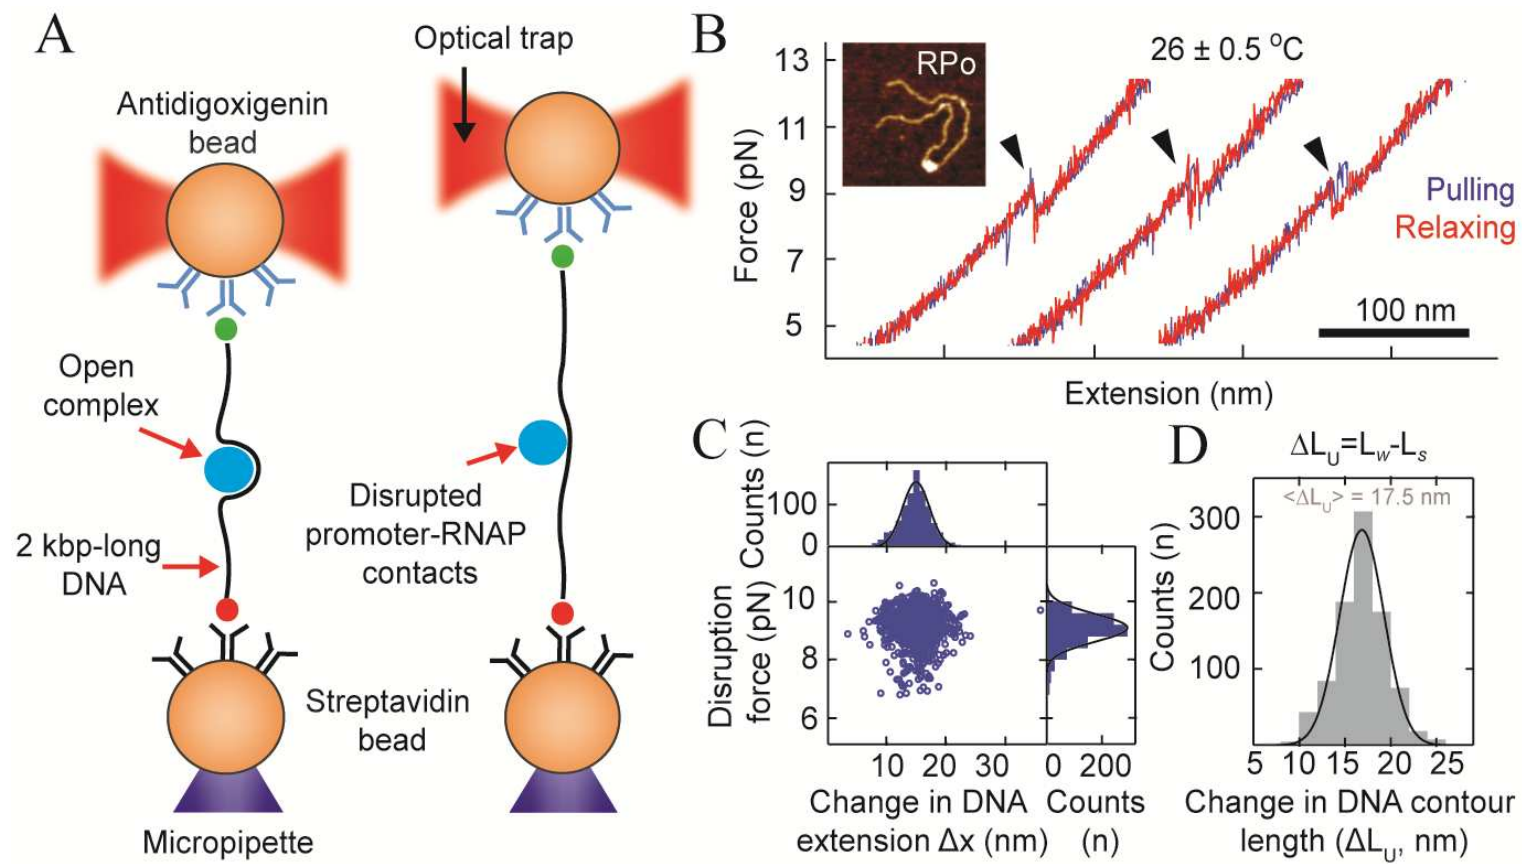 A
Optical trap
Antidigoxigenin
bead
Open
complex
Disrupted
promoter-RNAP
contacts
2 kbp-long
DNA
Streptavidin
bead
Micropipette
B
26 ± 0.5 °C
RPo
Force (pN)
13
11
9
7
5
Pulling
Relaxing
100 nm
Extension (nm)
C
Counts (n)
100
0
Disruption
force (pN)
10
8
6
10 20 30
0 200
Change in DNA
extension Δx (nm)
Counts
(n)
D
ΔL_U=L_w-L_s
<ΔL_U> = 17.5 nm
Counts (n)
300
200
100
5 10 15 20 25
Change in DNA contour
length (ΔL_U, nm)